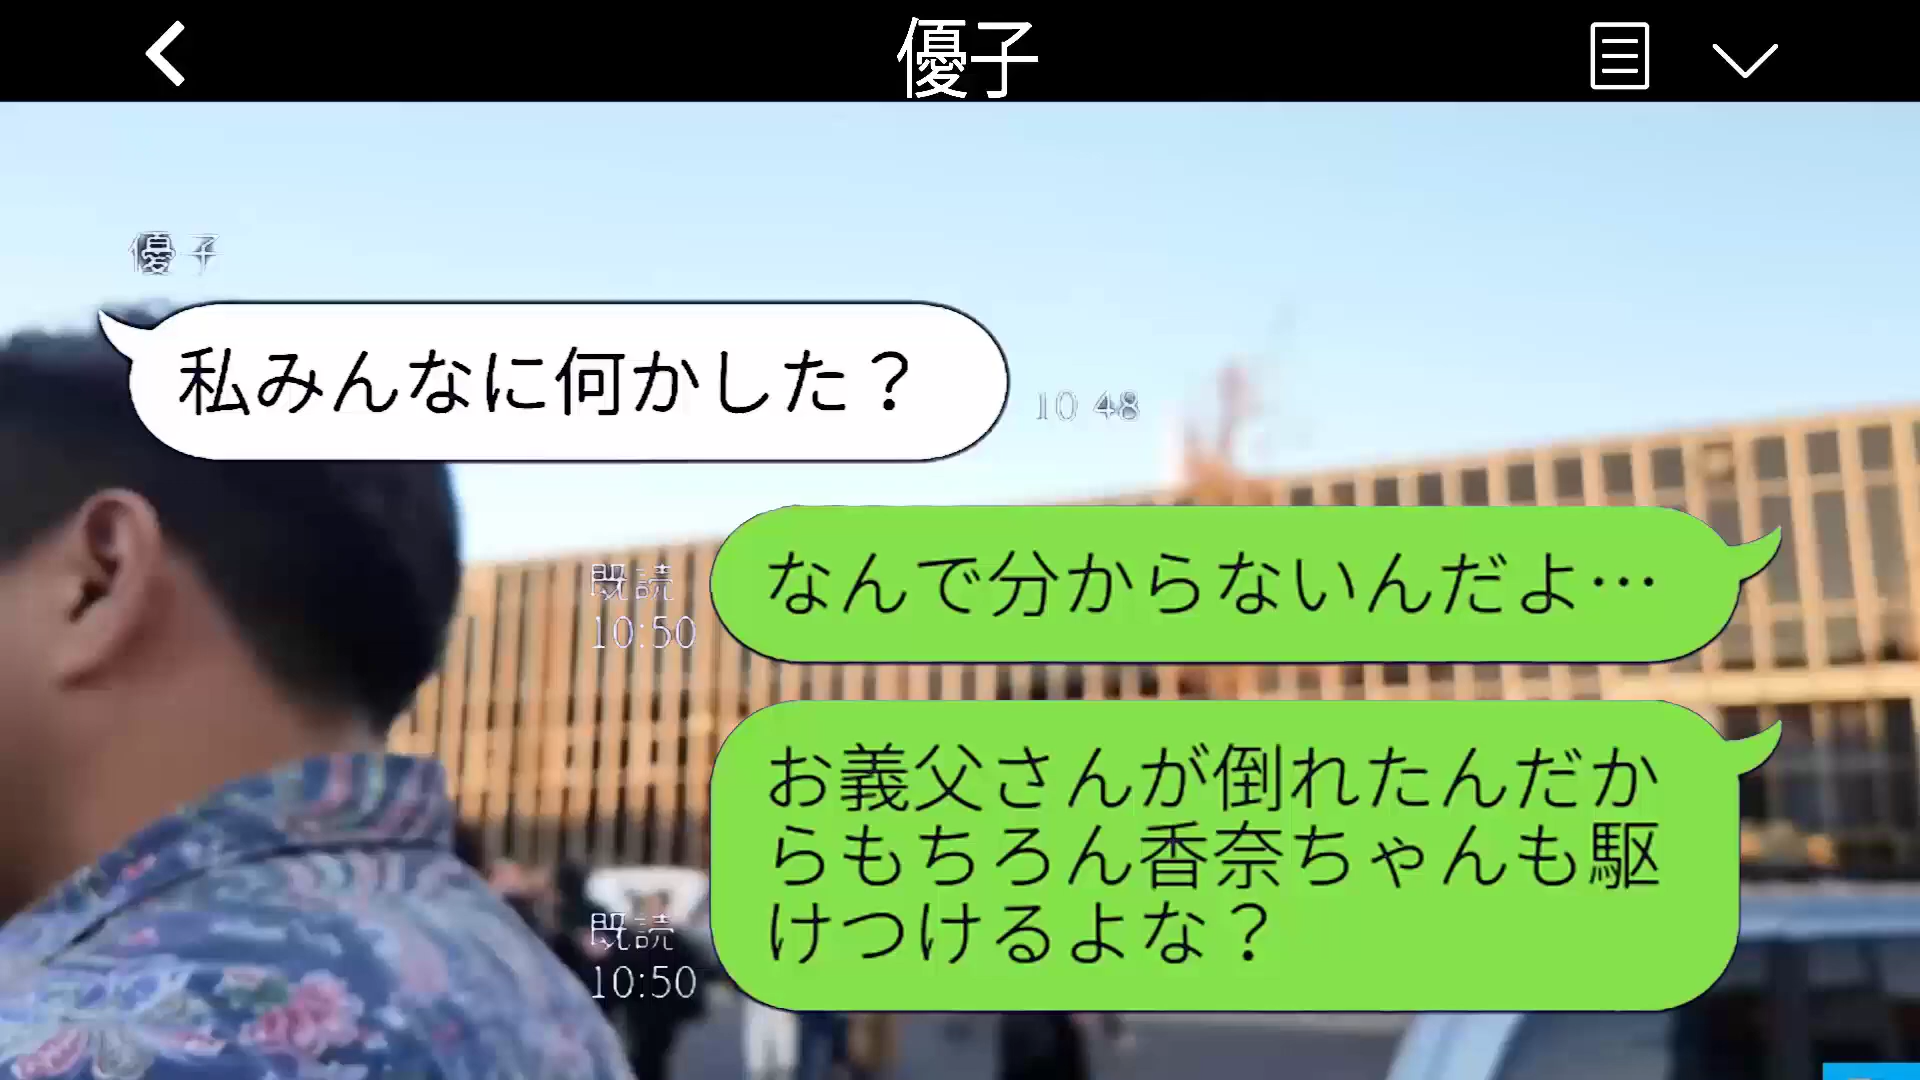 優子
優子
私みんなに何かした？
10 48
なんで分からないんだよ…
既読
10:50
お義父さんが倒れたんだか
らもちろん香奈ちゃんも駆
けつけるよな？
既読
10:50